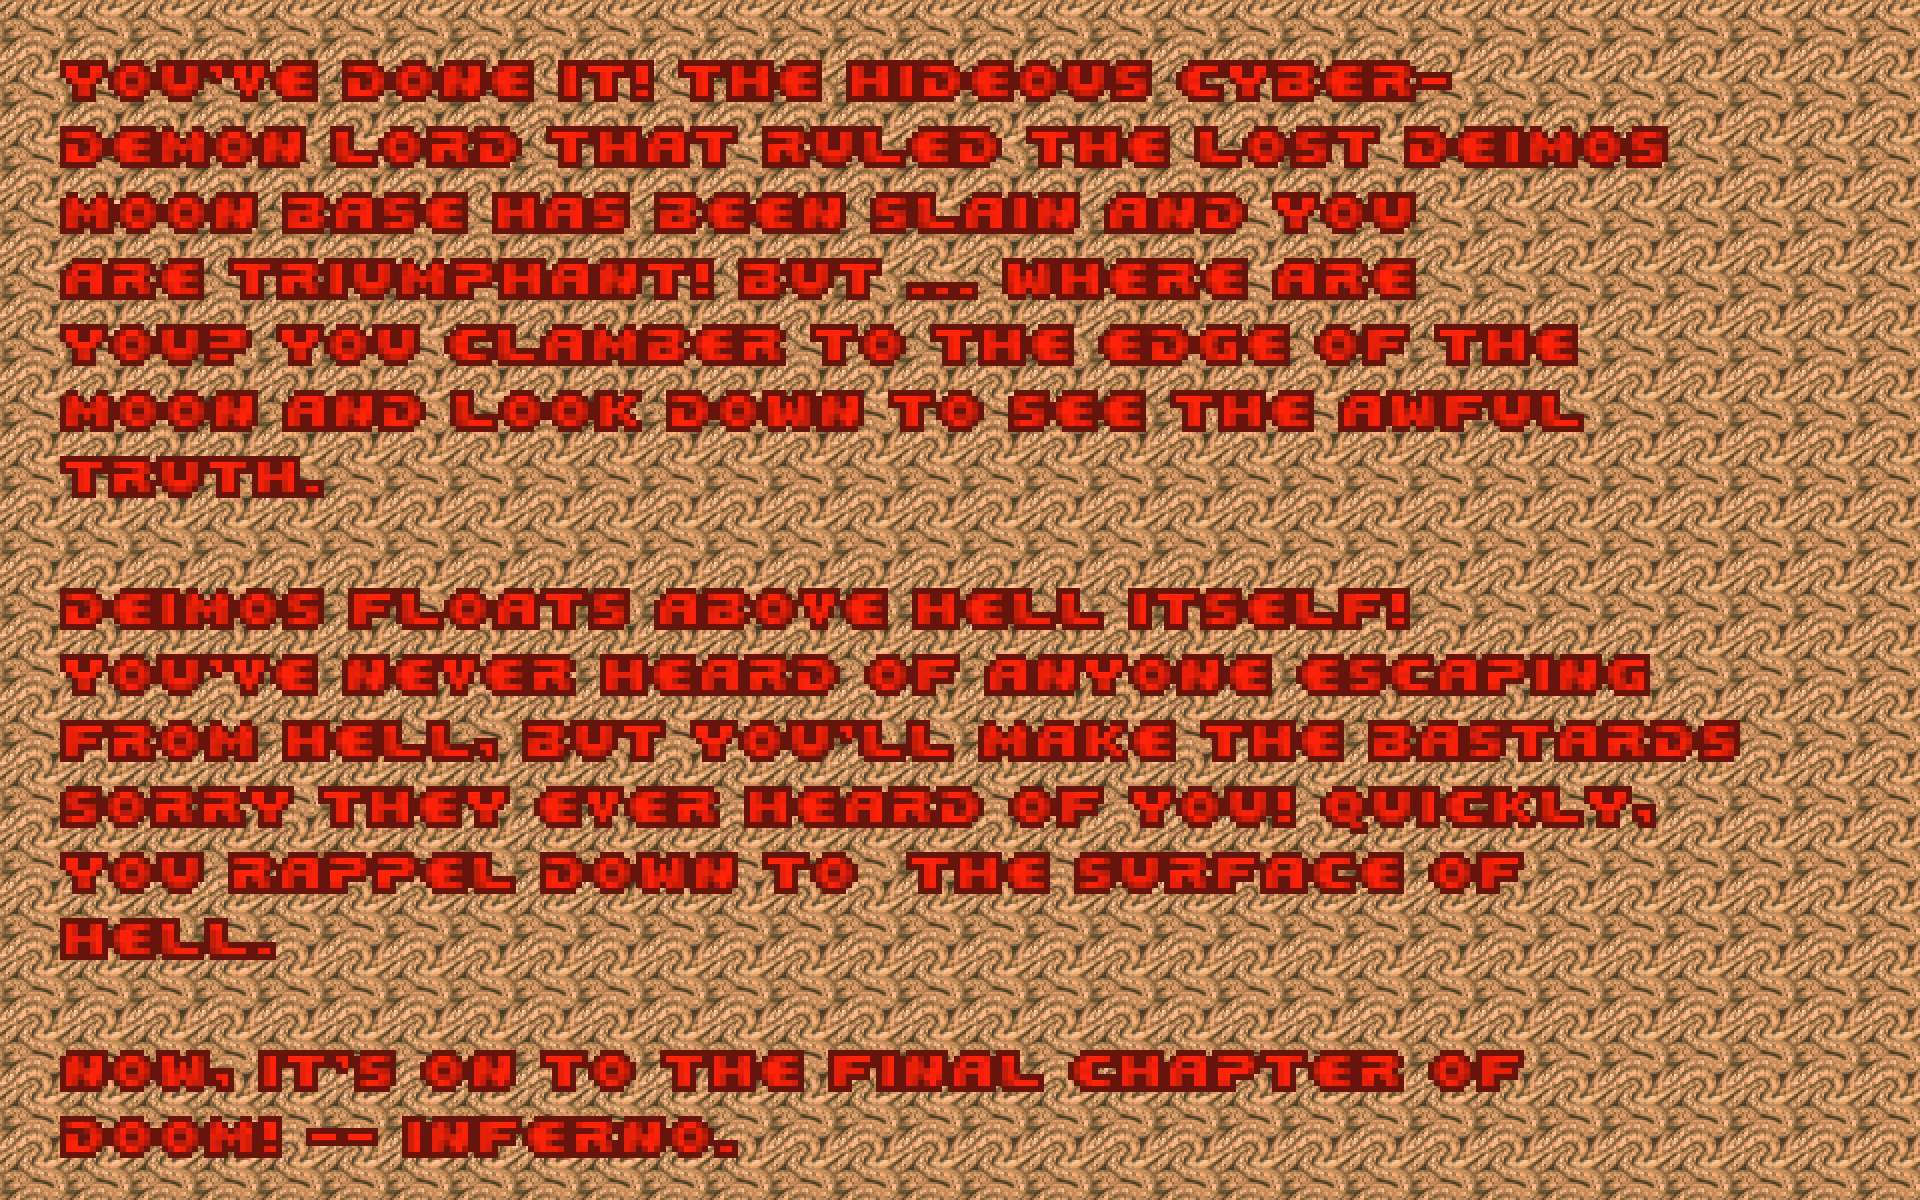 YOU'VE DONE IT! THE HIDEOUS CYBER-
DEMON LORD THAT RULED THE LOST DEIMOS
MOON BASE HAS BEEN SLAIN AND YOU
ARE TRIUMPHANT! BUT ... WHERE ARE
YOU? YOU CLAMBER TO THE EDGE OF THE
MOON AND LOOK DOWN TO SEE THE AWFUL
TRUTH.
DEIMOS FLOATS ABOVE HELL ITSELF!
YOU'VE NEVER HEARD OF ANYONE ESCAPING
FROM HELL, BUT YOU'LL MAKE THE BASTARDS
SORRY THEY EVER HEARD OF YOU! QUICKLY,
YOU RAPPEL DOWN TO  THE SURFACE OF
HELL.
NOW, IT'S ON TO THE FINAL CHAPTER OF
DOOM! -- INFERNO.